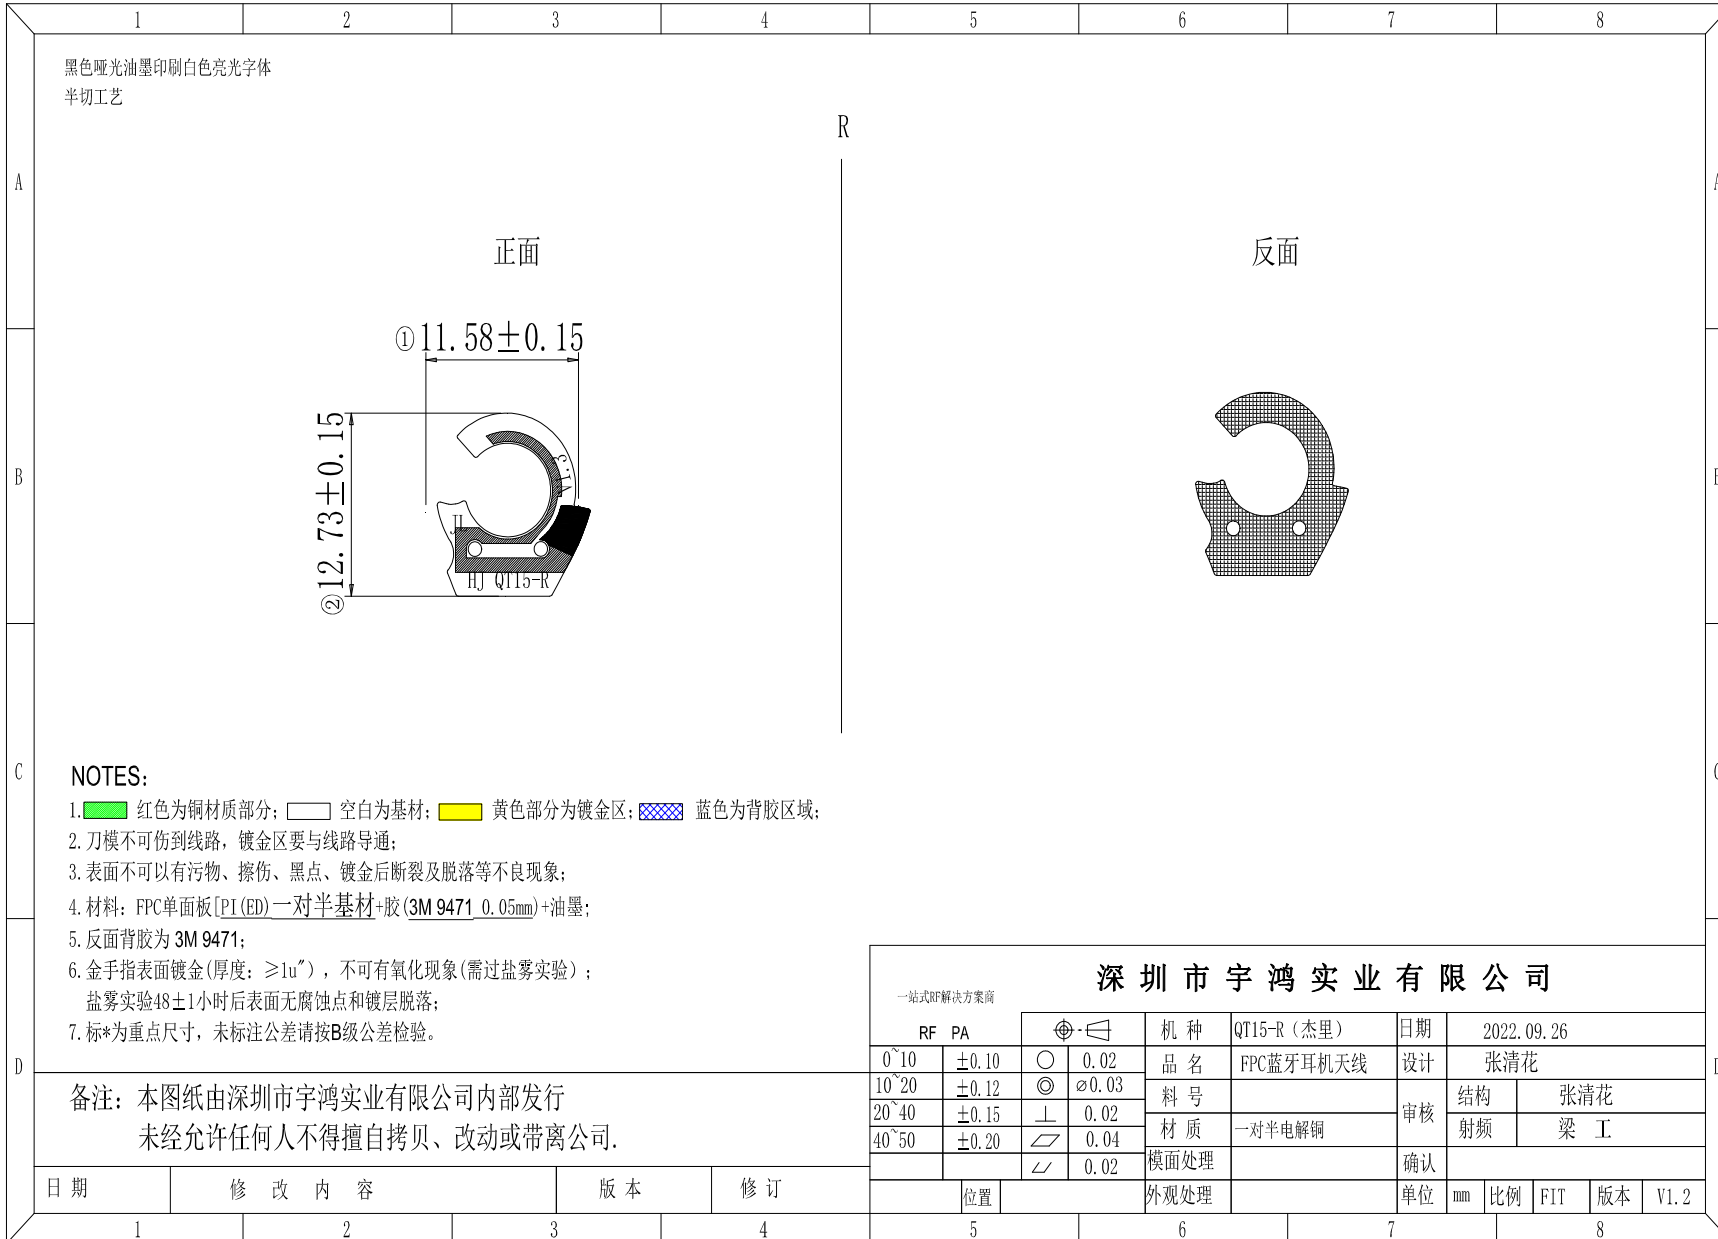 1 2 3 4 5 6 7 8
黑色哑光油墨印刷白色亮光字体
半切工艺
R
A
正面
反面
①11.58±0.15
②12.73±0.15
V1.3
HJ QT15-R
B
C
NOTES:
1. 红色为铜材质部分; 空白为基材; 黄色部分为镀金区; 蓝色为背胶区域;
2.刀模不可伤到线路, 镀金区要与线路导通;
3.表面不可以有污物、擦伤、黑点、镀金后断裂及脱落等不良现象;
4.材料: FPC单面板[PI(ED)一对半基材+胶(3M 9471 0.05mm)+油墨;
5.反面背胶为 3M 9471;
6.金手指表面镀金(厚度: ≥1u"), 不可有氧化现象(需过盐雾实验);
盐雾实验48±1小时后表面无腐蚀点和镀层脱落;
7.标*为重点尺寸, 未标注公差请按B级公差检验。
D
备注: 本图纸由深圳市宇鸿实业有限公司内部发行
未经允许任何人不得擅自拷贝、改动或带离公司.
日期 修改内容 版本 修订
深圳市宇鸿实业有限公司
一站式RF解决方案商
RF PA 机种 QT15-R（杰里） 日期 2022.09.26
0~10 ±0.10 0.02 品名 FPC蓝牙耳机天线 设计 张清花
10~20 ±0.12 ⌀0.03 料号 审核 结构 张清花
20~40 ±0.15 0.02 材质 一对半电解铜 射频 梁工
40~50 ±0.20 0.04 模面处理 确认
0.02
位置 外观处理 单位 mm 比例 FIT 版本 V1.2
1 2 3 4 5 6 7 8